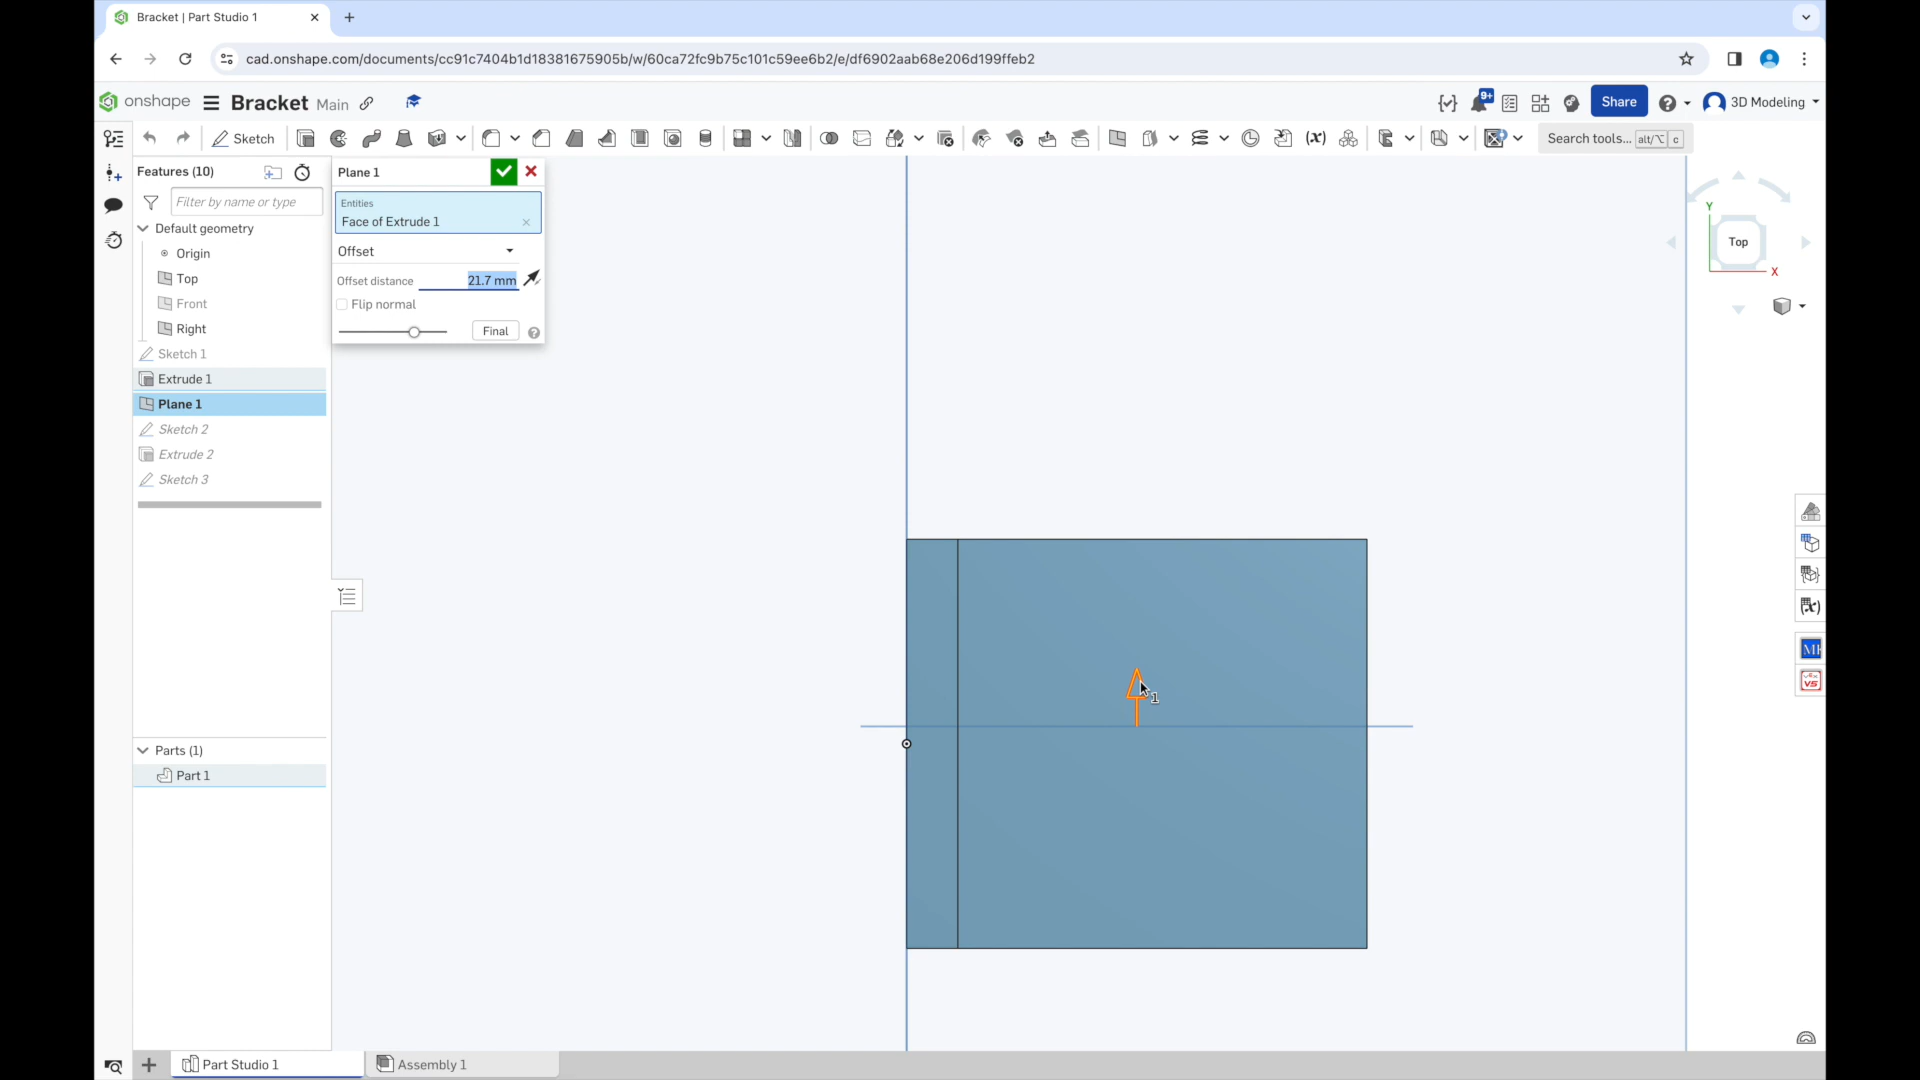 Bracket | Part Studio 1
cad.onshape.com/documents/cc91c7404b1d18381675905b/w/60ca72fc9b75c101c59ee6b2/e/df6902aab68e206d199ffeb2
onshape Bracket Main 9+ Share 3D Modeling
Sketch Search tools... alt/⌥ c
Features (10)
Filter by name or type
Default geometry
Origin
Top
Front
Right
Sketch 1
Extrude 1
Plane 1
Sketch 2
Extrude 2
Sketch 3
Plane 1
Entities
Face of Extrude 1
Offset
Offset distance 21.7 mm
Flip normal
Final
1
Y
Top
X
VS
Parts (1)
Part 1
Part Studio 1
Assembly 1